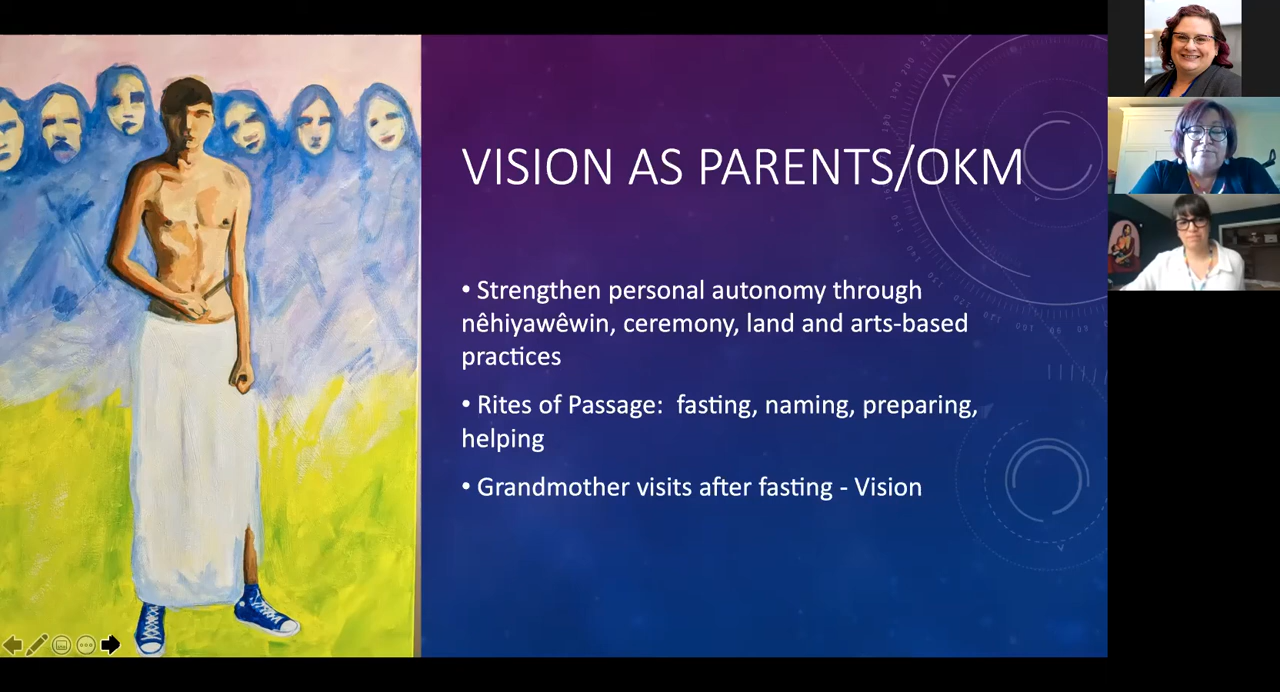 VISION AS PARENTS/OKM
• Strengthen personal autonomy through
nêhiyawêwin, ceremony, land and arts-based
practices
• Rites of Passage:  fasting, naming, preparing,
helping
• Grandmother visits after fasting - Vision